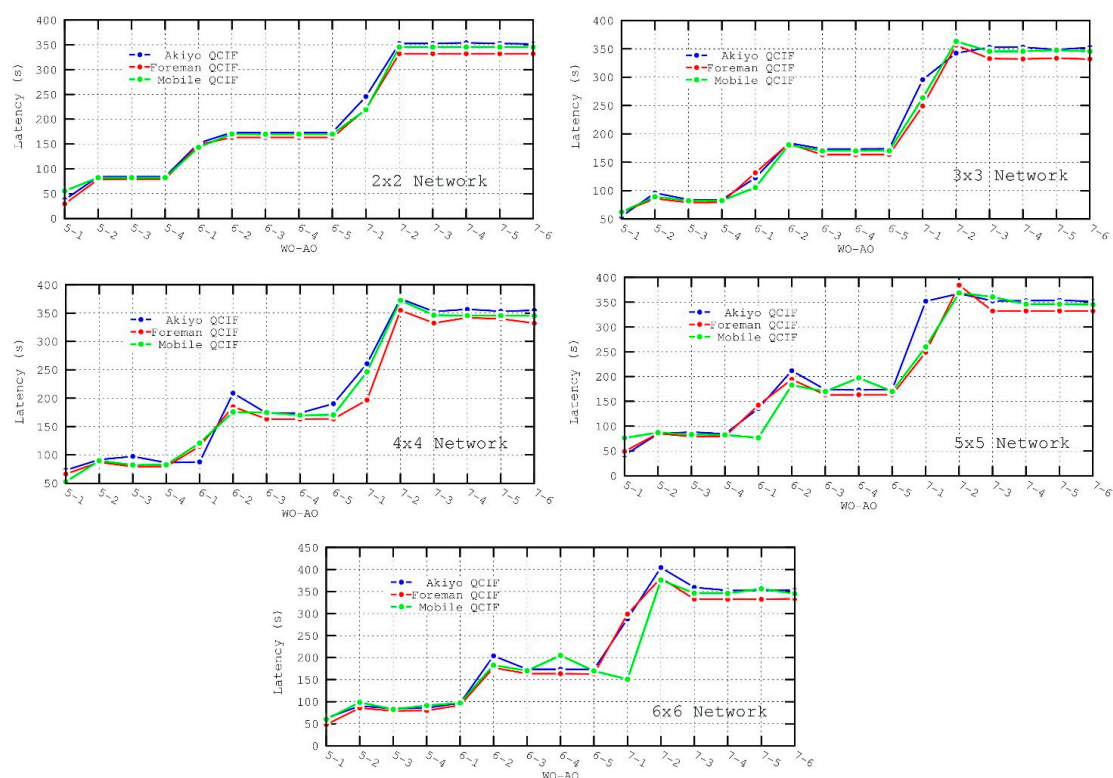 400
350
300
250
200
150
100
50
0
Latency (s)
Akiyo QCIF
Foreman QCIF
Mobile QCIF
2x2 Network
5-1 5-2 5-3 5-4 6-1 6-2 6-3 6-4 6-5 7-1 7-2 7-3 7-4 7-5 7-6
WO-AO
400
350
300
250
200
150
100
50
Latency (s)
Akiyo QCIF
Foreman QCIF
Mobile QCIF
3x3 Network
5-1 5-2 5-3 5-4 6-1 6-2 6-3 6-4 6-5 7-1 7-2 7-3 7-4 7-5 7-6
WO-AO
400
350
300
250
200
150
100
50
Latency (s)
Akiyo QCIF
Foreman QCIF
Mobile QCIF
4x4 Network
5-1 5-2 5-3 5-4 6-1 6-2 6-3 6-4 6-5 7-1 7-2 7-3 7-4 7-5 7-6
WO-AO
400
350
300
250
200
150
100
50
0
Latency (s)
Akiyo QCIF
Foreman QCIF
Mobile QCIF
5x5 Network
5-1 5-2 5-3 5-4 6-1 6-2 6-3 6-4 6-5 7-1 7-2 7-3 7-4 7-5 7-6
WO-AO
450
400
350
300
250
200
150
100
50
0
Latency (s)
Akiyo QCIF
Foreman QCIF
Mobile QCIF
6x6 Network
5-1 5-2 5-3 5-4 6-1 6-2 6-3 6-4 6-5 7-1 7-2 7-3 7-4 7-5 7-6
WO-AO